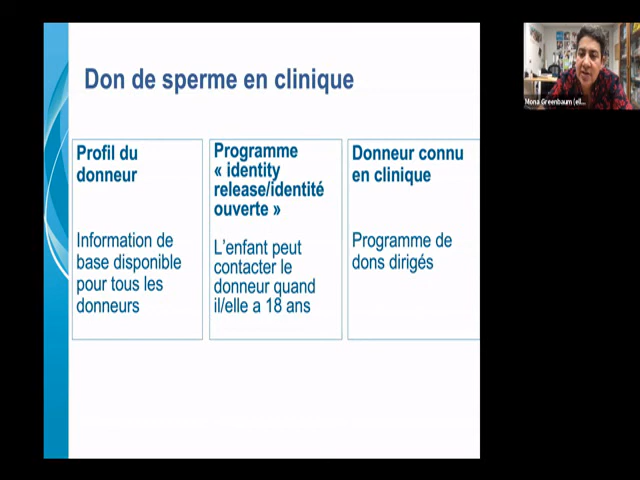 Don de sperme en clinique
Profil du
donneur
Information de
base disponible
pour tous les
donneurs
Programme
« identity
release/identité
ouverte »
L'enfant peut
contacter le
donneur quand
il/elle a 18 ans
Donneur connu
en clinique
Programme de
dons dirigés
Mona Greenbaum (ell...